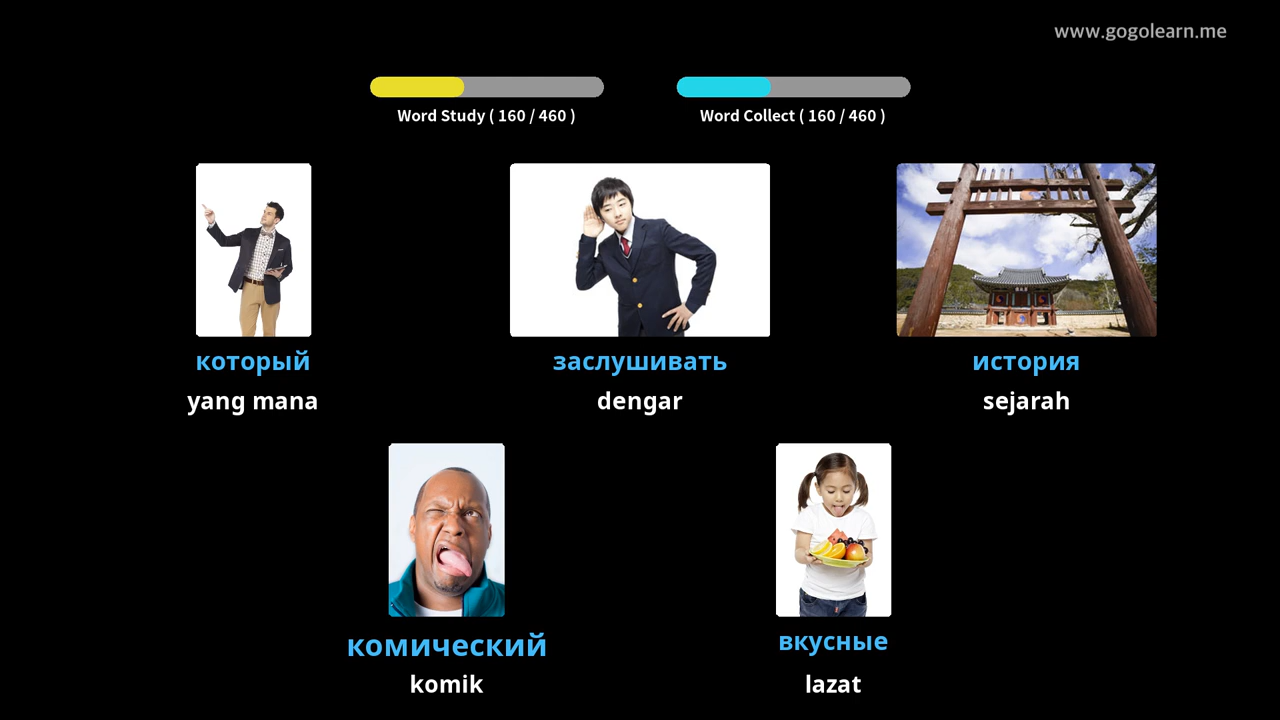 www.gogolearn.me
Word Study ( 160 / 460 )
Word Collect ( 160 / 460 )
который
yang mana
заслушивать
dengar
история
sejarah
комический
komik
вкусные
lazat